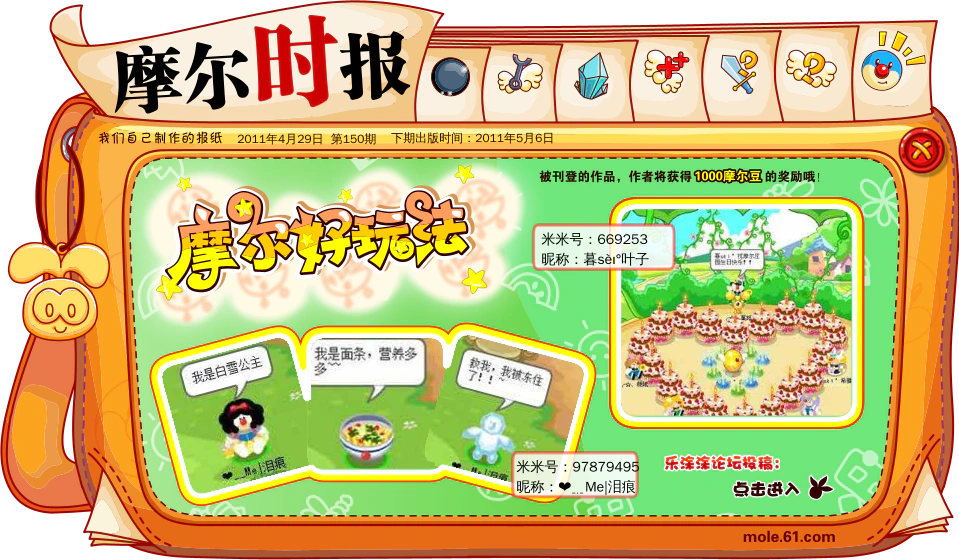 摩尔时报
我们自己制作的报纸 2011年4月29日 第150期 下期出版时间：2011年5月6日
被刊登的作品，作者将获得1000摩尔豆的奖励哦！
摩尔好玩法
米米号：669253
昵称：暮sèι°叶子
我是白雪公主
我是面条，营养多
多~~
救我，我被冻住
了！！~
❤﹎Me|泪痕
米米号：97879495
昵称：❤﹎Me|泪痕
乐涂涂论坛投稿：
点击进入
mole.61.com